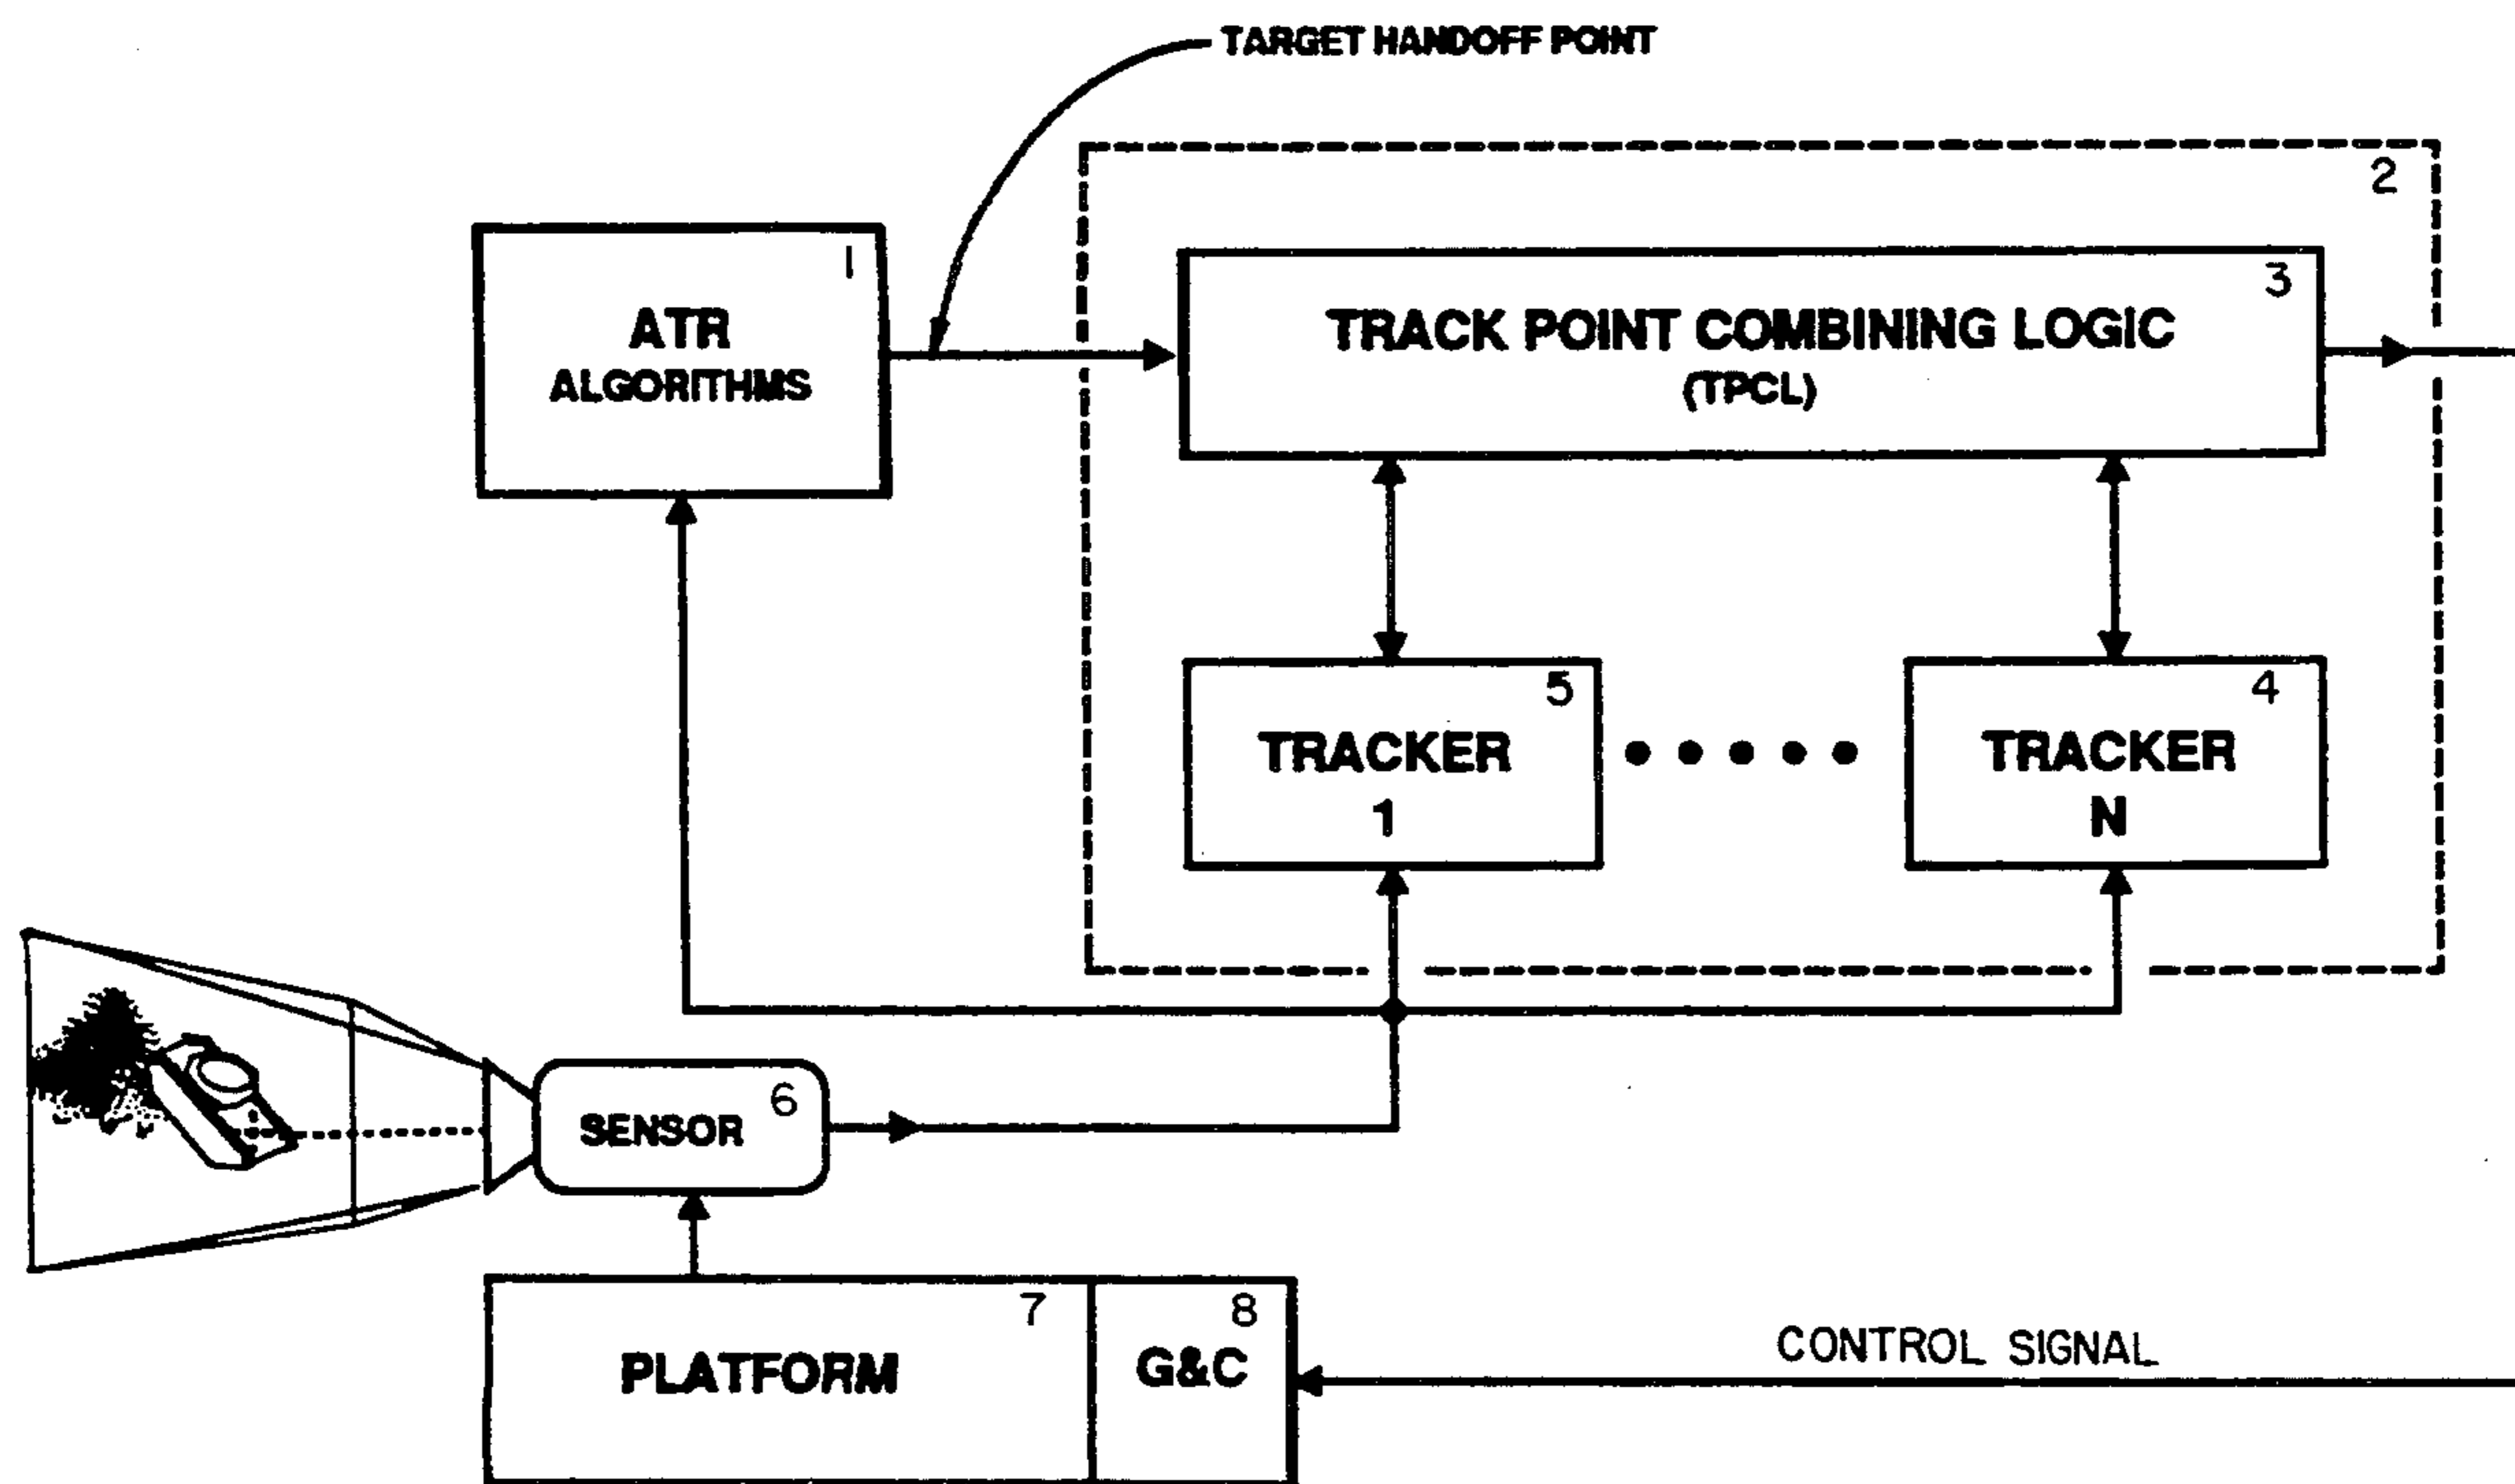 TARGET HANDOFF POINT
2
1
ATR
ALGORITHMS
3
TRACK POINT COMBINING LOGIC
(TPCL)
5
TRACKER
1
4
TRACKER
N
6
SENSOR
7
PLATFORM
8
G&C
CONTROL SIGNAL